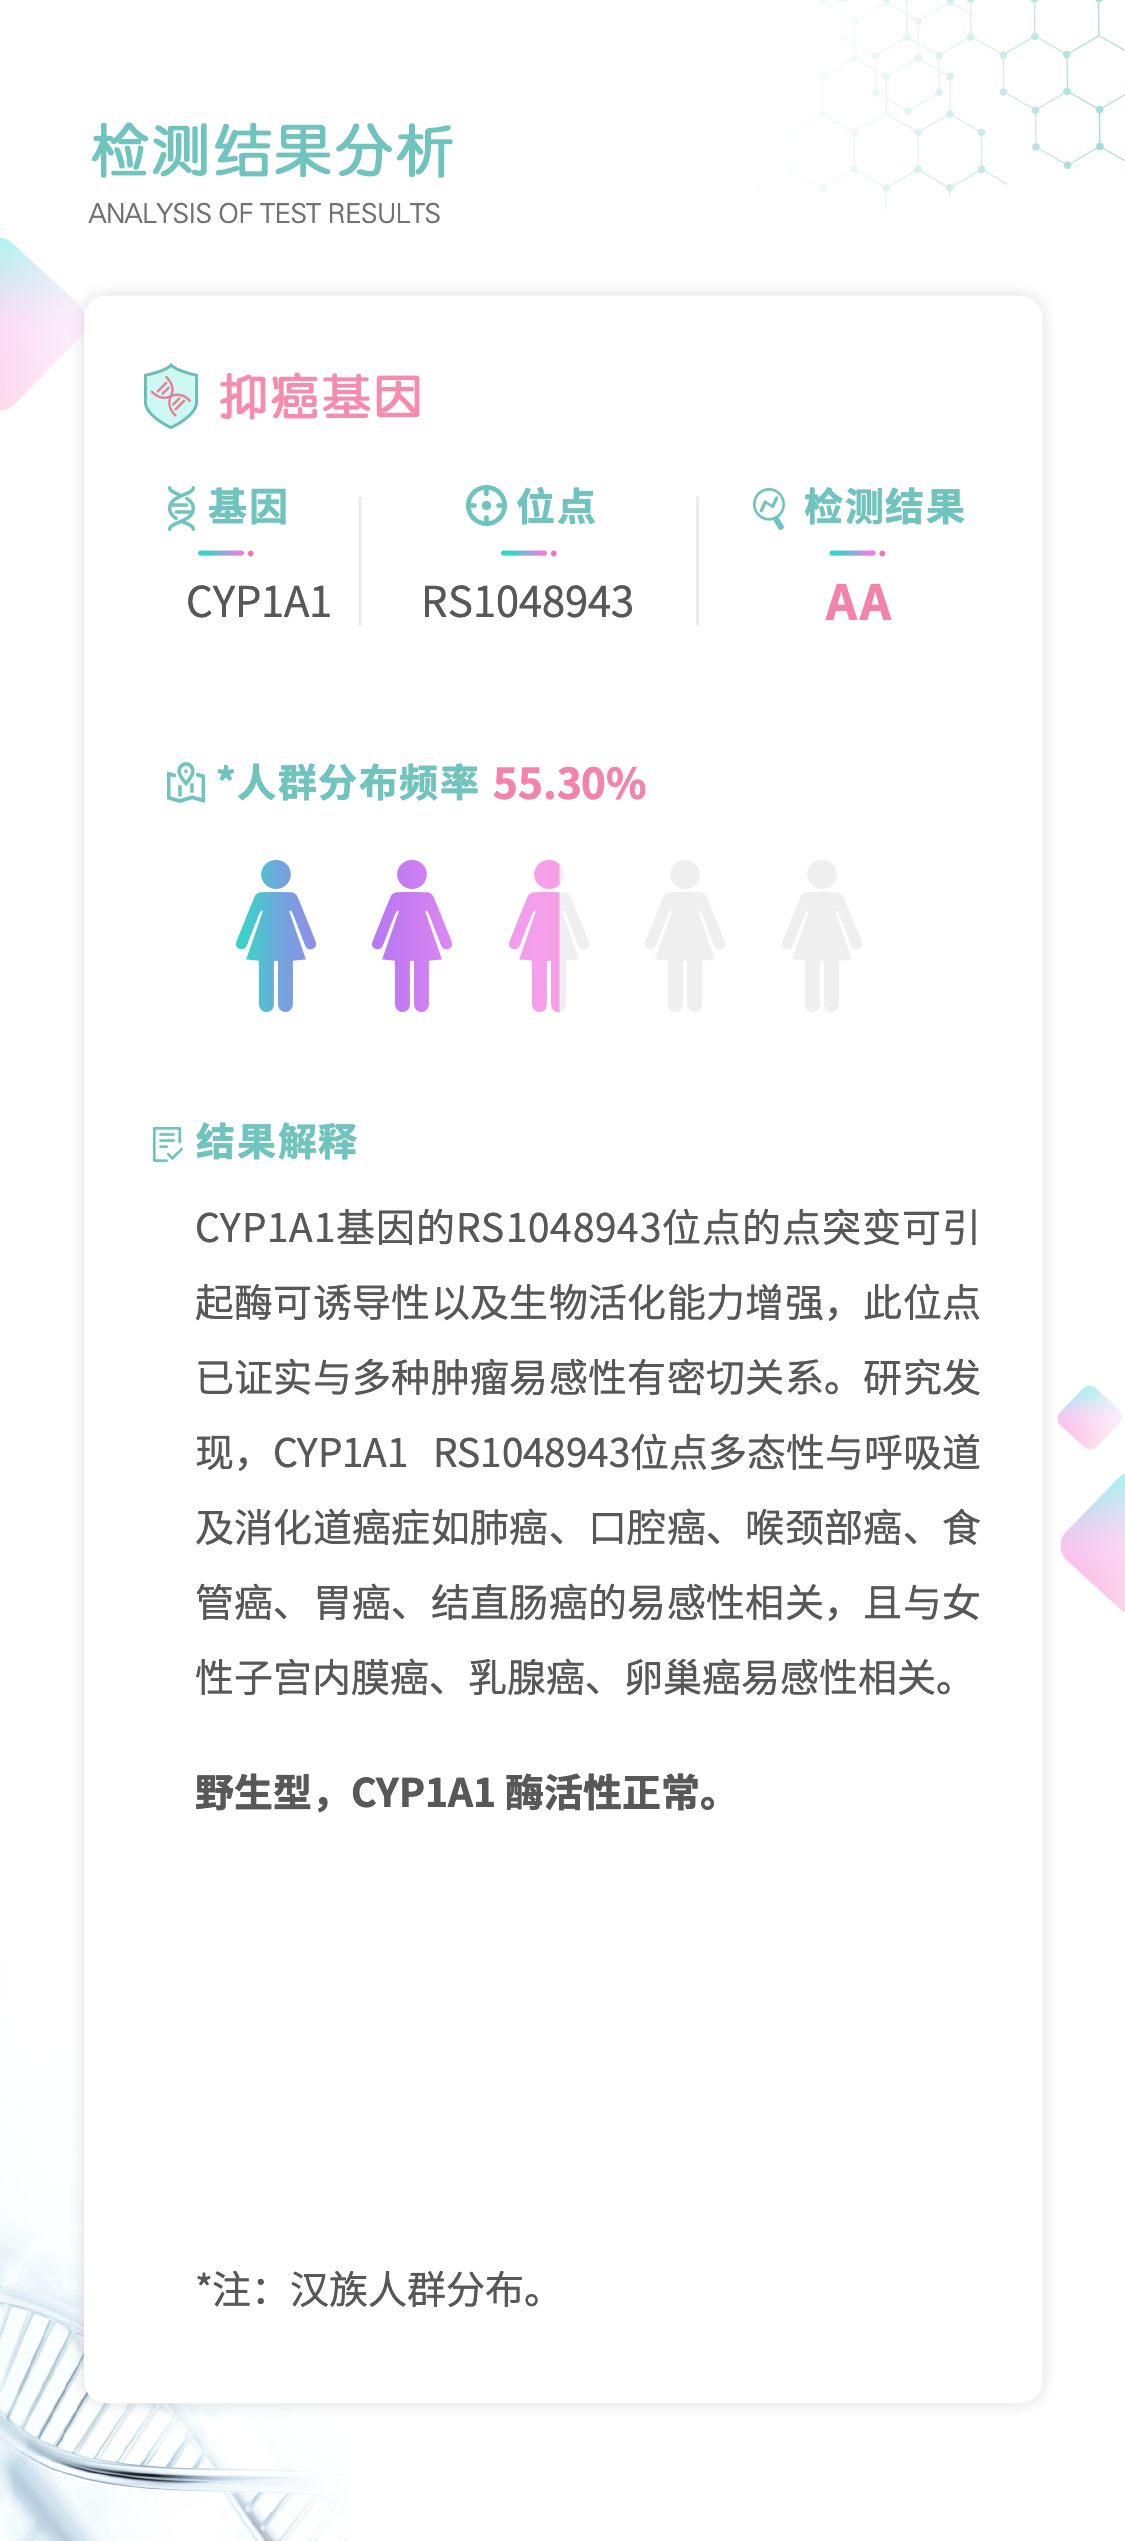 检测结果分析
ANALYSIS OF TEST RESULTS
抑癌基因
基因
位点
检测结果
CYP1A1
RS1048943
AA
*人群分布频率 55.30%
结果解释
CYP1A1基因的RS1048943位点的点突变可引
起酶可诱导性以及生物活化能力增强，此位点
已证实与多种肿瘤易感性有密切关系。研究发
现，CYP1A1 RS1048943位点多态性与呼吸道
及消化道癌症如肺癌、口腔癌、喉颈部癌、食
管癌、胃癌、结直肠癌的易感性相关，且与女
性子宫内膜癌、乳腺癌、卵巢癌易感性相关。
野生型，CYP1A1 酶活性正常。
*注：汉族人群分布。